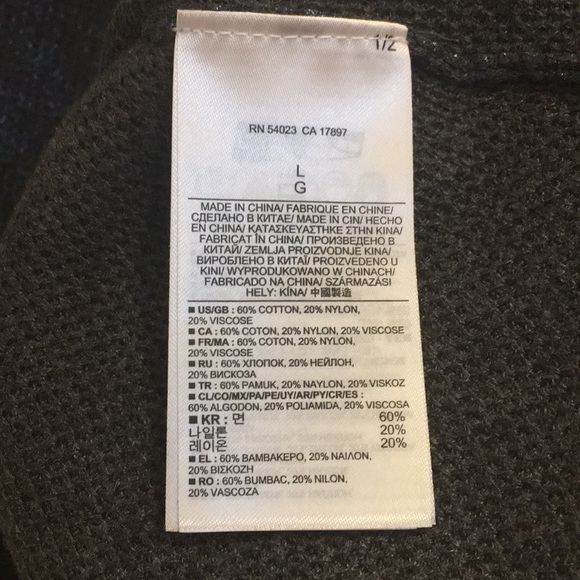 1/2
RN 54023 CA 17897
L
G
MADE IN CHINA/ FABRIQUE EN CHINE/
СДЕЛАНО В КИТАЕ/ MADE IN CIN/ HECHO
EN CHINA/ ΚΑΤΑΣΚΕΥΑΣΤΗΚΕ ΣΤΗΝ ΚΙΝΑ/
FABRICAT ÎN CHINA/ ПРОИЗВЕДЕНО В
КИТАЙ/ ZEMLJA PROIZVODNJE KINA/
ВИРОБЛЕНО В КИТАЇ/ PROIZVEDENO U
KINI/ WYPRODUKOWANO W CHINACH/
FABRICADO NA CHINA/ SZÁRMAZÁSI
HELY: KÍNA/ 中國製造
■ US/GB : 60% COTTON, 20% NYLON,
20% VISCOSE
■ CA : 60% COTON, 20% NYLON, 20% VISCOSE
■ FR/MA : 60% COTON, 20% NYLON,
20% VISCOSE
■ RU : 60% ХЛОПОК, 20% НЕЙЛОН,
20% ВИСКОЗА
■ TR : 60% PAMUK, 20% NAYLON, 20% VISKOZ
■ CL/CO/MX/PA/PE/UY/AR/PY/CR/ES :
60% ALGODON, 20% POLIAMIDA, 20% VISCOSA
■ KR : 면 60%
나일론 20%
레이온 20%
■ EL : 60% ΒΑΜΒΑΚΕΡΟ, 20% ΝΑΙΛΟΝ,
20% ΒΙΣΚΟΖΗ
■ RO : 60% BUMBAC, 20% NILON,
20% VASCOZA